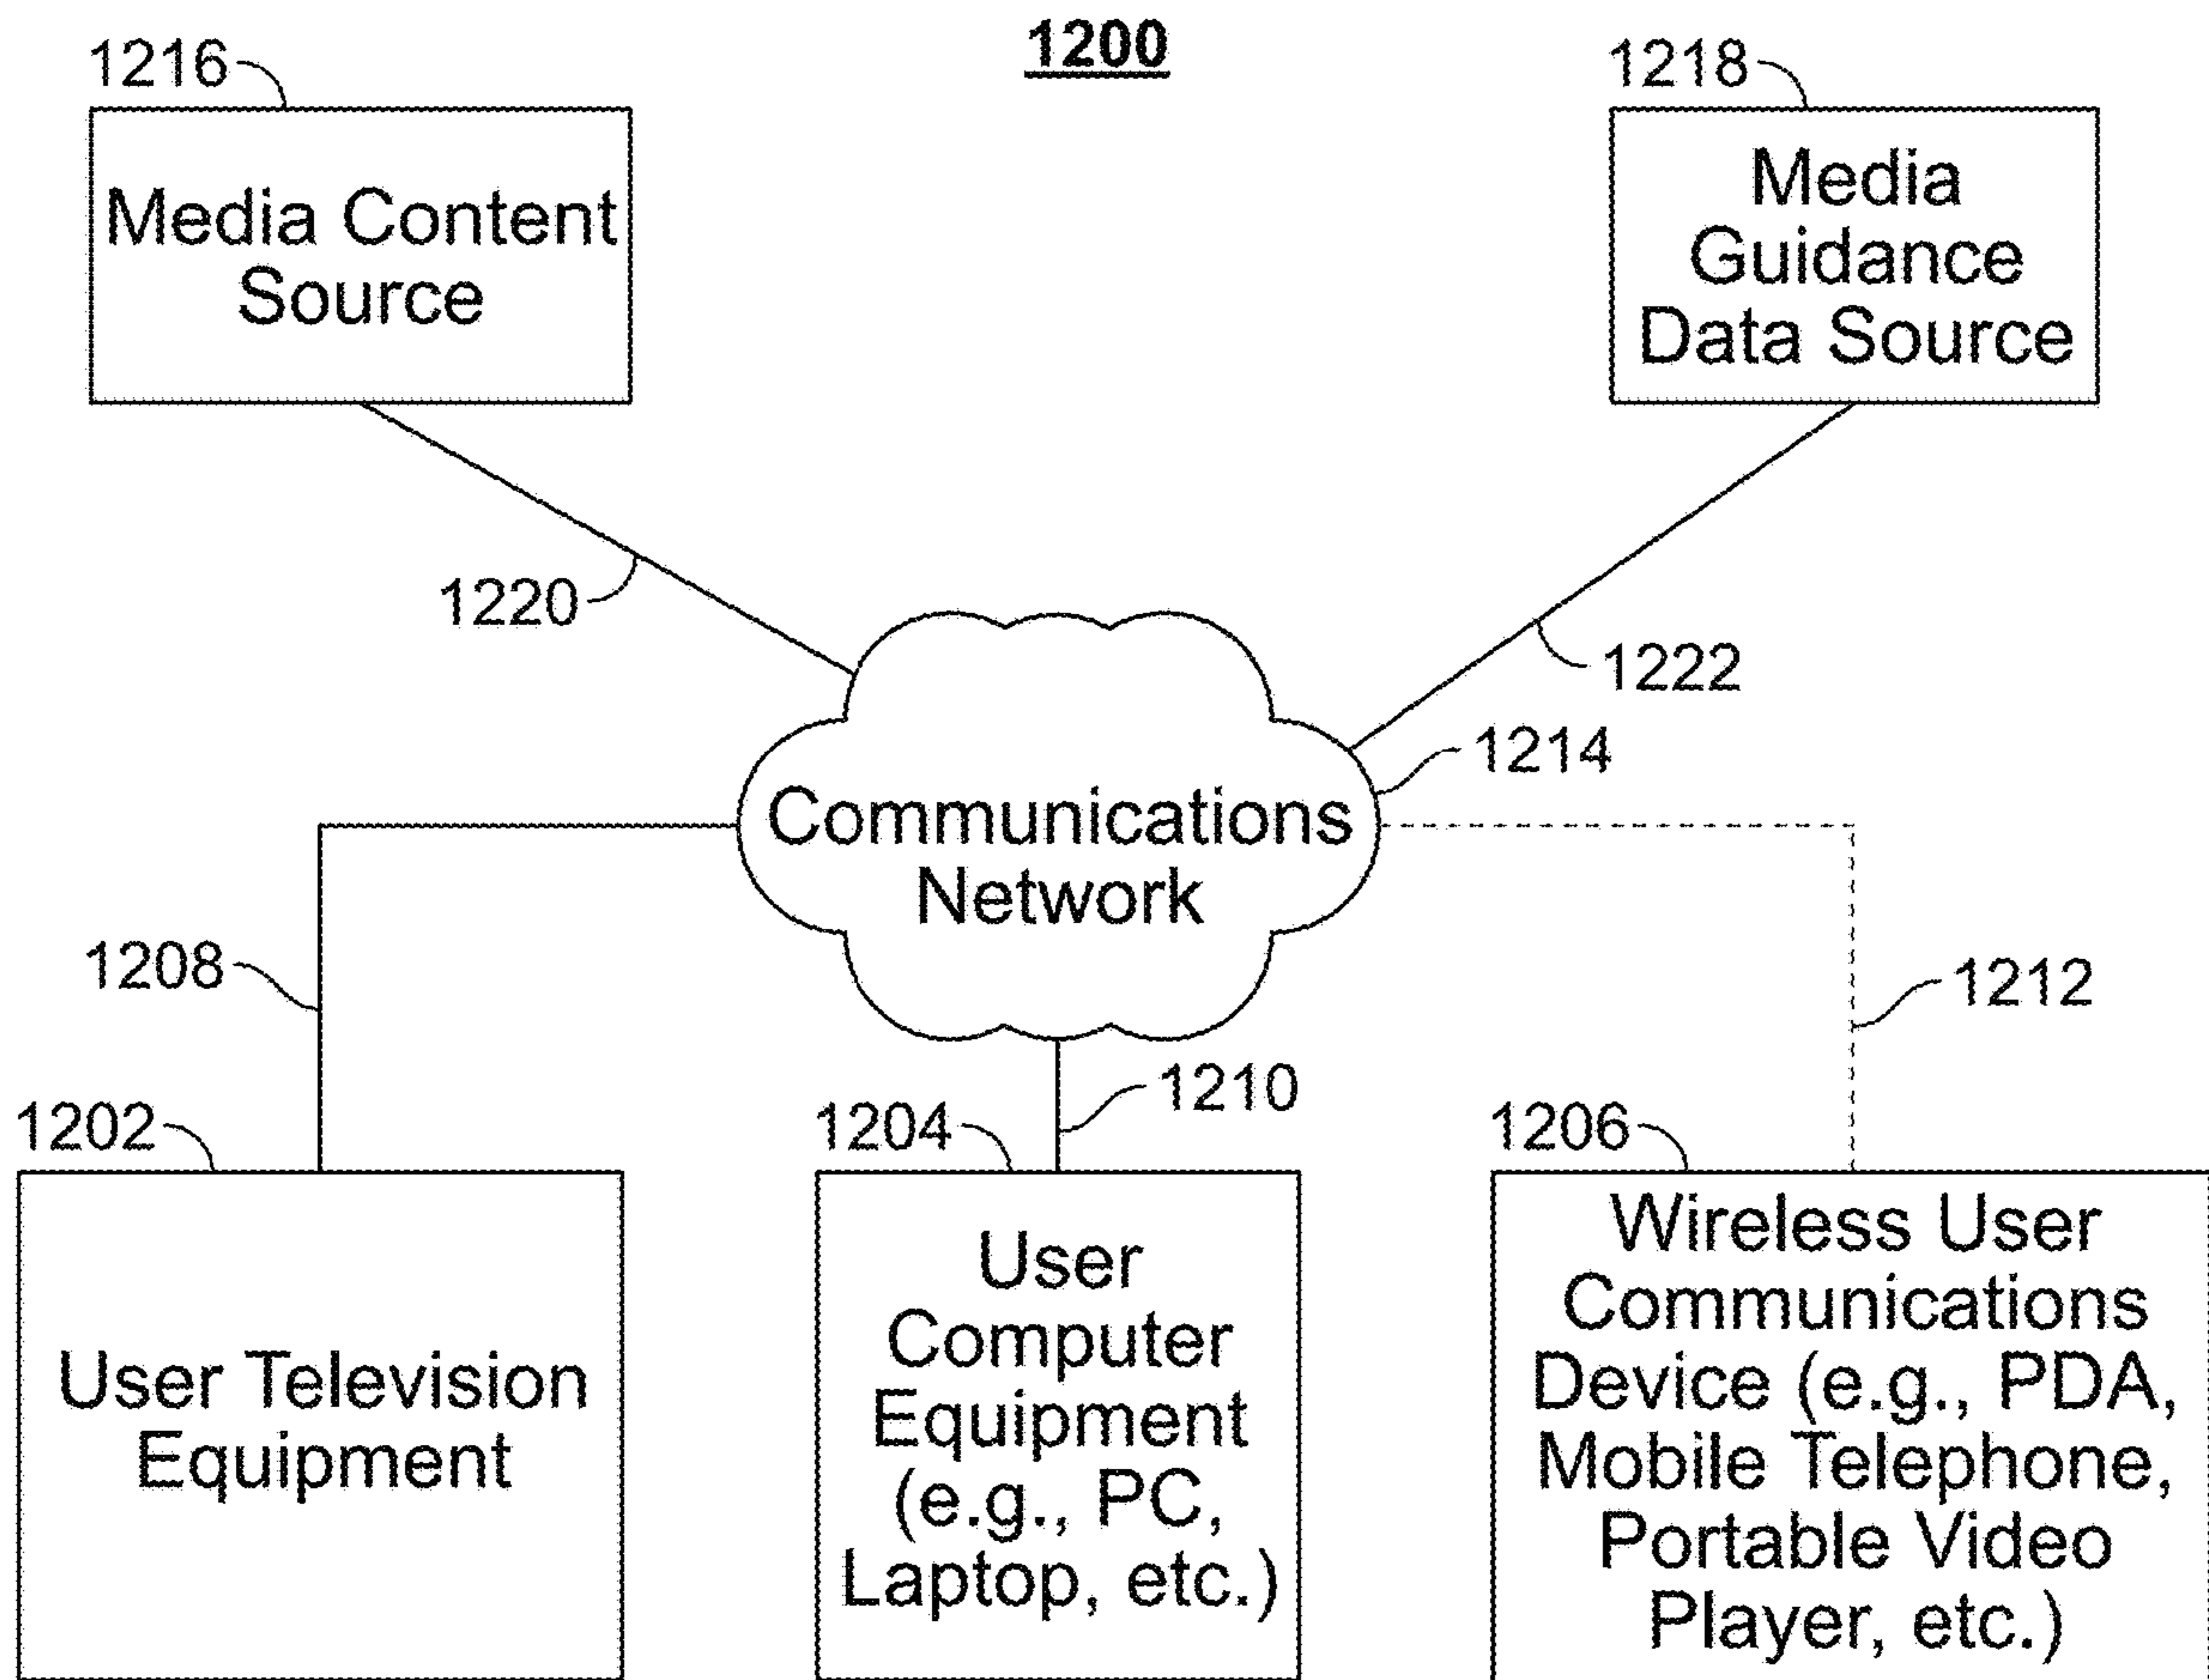 1200
1216
1218
Media Content
Source
Media
Guidance
Data Source
1220
1222
1214
Communications
Network
1208
1212
1210
1202
1204
1206
User Television
Equipment
User
Computer
Equipment
(e.g., PC,
Laptop, etc.)
Wireless User
Communications
Device (e.g., PDA,
Mobile Telephone,
Portable Video
Player, etc.)